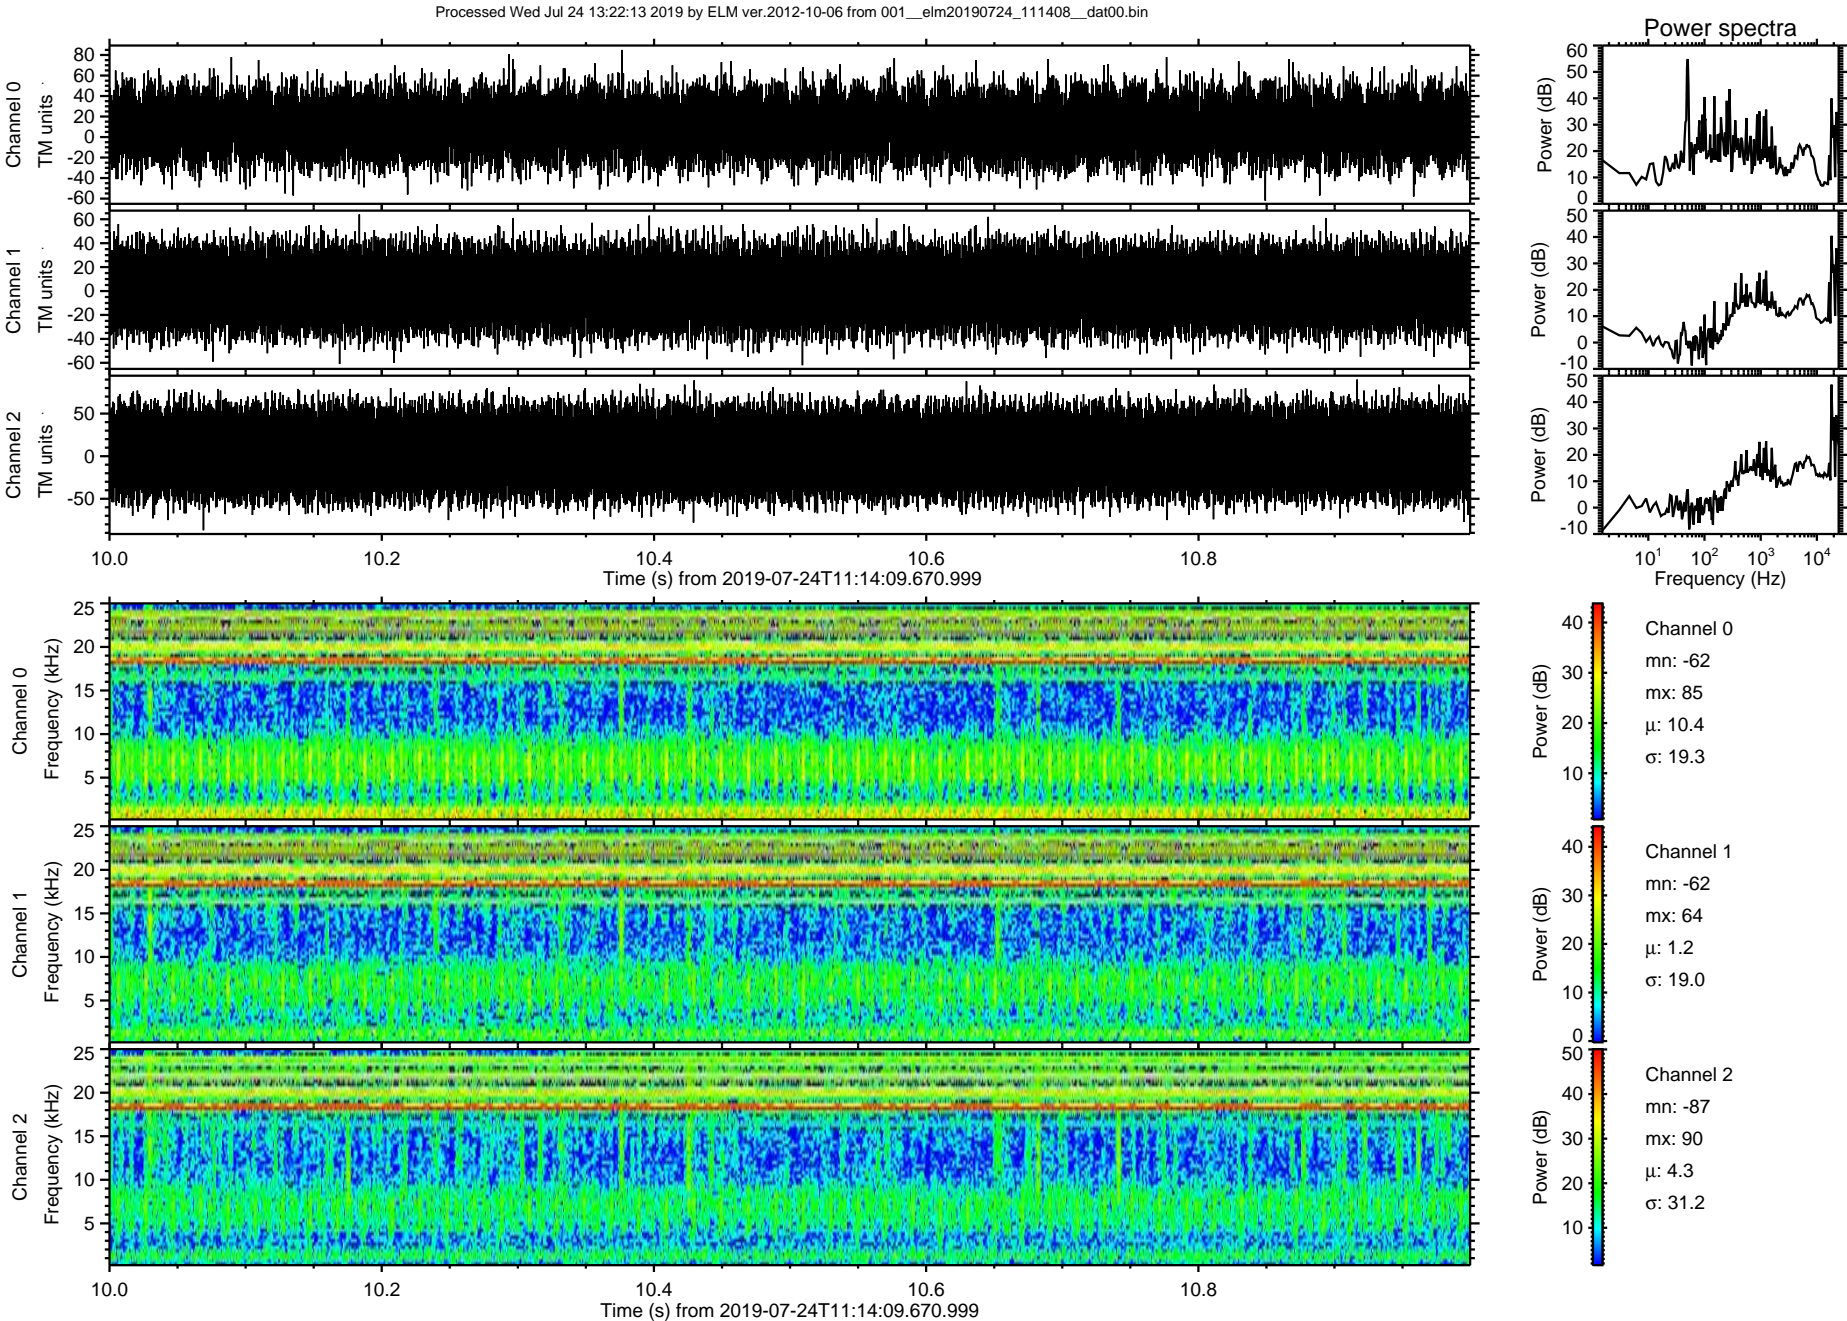 Processed Wed Jul 24 13:22:13 2019 by ELM ver.2012-10-06 from 001__elm20190724_111408__dat00.bin
Power spectra
Channel 0
TM units
80
60
40
20
0
-20
-40
-60
Power (dB)
60
50
40
30
20
10
0
Channel 1
TM units
60
40
20
0
-20
-40
-60
Power (dB)
50
40
30
20
10
0
-10
Channel 2
TM units
50
0
-50
Power (dB)
50
40
30
20
10
0
-10
10.0 10.2 10.4 10.6 10.8
Time (s) from 2019-07-24T11:14:09.670.999
10¹ 10² 10³ 10⁴
Frequency (Hz)
Channel 0
Frequency (kHz)
25
20
15
10
5
Power (dB)
40
30
20
10
Channel 0
mn: -62
mx: 85
μ: 10.4
σ: 19.3
Channel 1
Frequency (kHz)
25
20
15
10
5
Power (dB)
40
30
20
10
0
Channel 1
mn: -62
mx: 64
μ: 1.2
σ: 19.0
Channel 2
Frequency (kHz)
25
20
15
10
5
Power (dB)
50
40
30
20
10
Channel 2
mn: -87
mx: 90
μ: 4.3
σ: 31.2
10.0 10.2 10.4 10.6 10.8
Time (s) from 2019-07-24T11:14:09.670.999